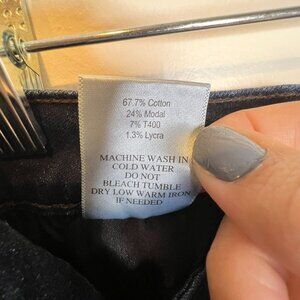 67.7% Cotton
24% Modal
7% T400
1.3% Lycra
MACHINE WASH IN
COLD WATER
DO NOT
BLEACH TUMBLE
DRY LOW WARM IRON
IF NEEDED